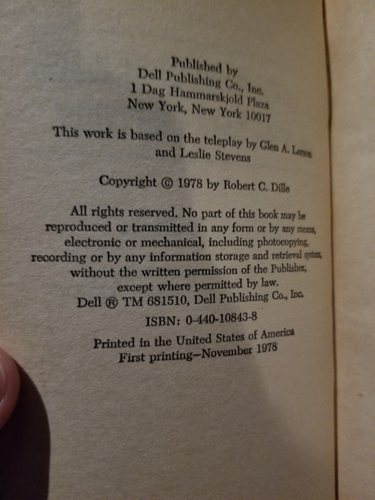 Published by
Dell Publishing Co., Inc.
1 Dag Hammarskjold Plaza
New York, New York 10017
This work is based on the teleplay by Glen A. Larson
and Leslie Stevens
Copyright © 1978 by Robert C. Dille
All rights reserved. No part of this book may be
reproduced or transmitted in any form or by any means,
electronic or mechanical, including photocopying,
recording or by any information storage and retrieval system,
without the written permission of the Publisher,
except where permitted by law.
Dell ® TM 681510, Dell Publishing Co., Inc.
ISBN: 0-440-10843-8
Printed in the United States of America
First printing—November 1978